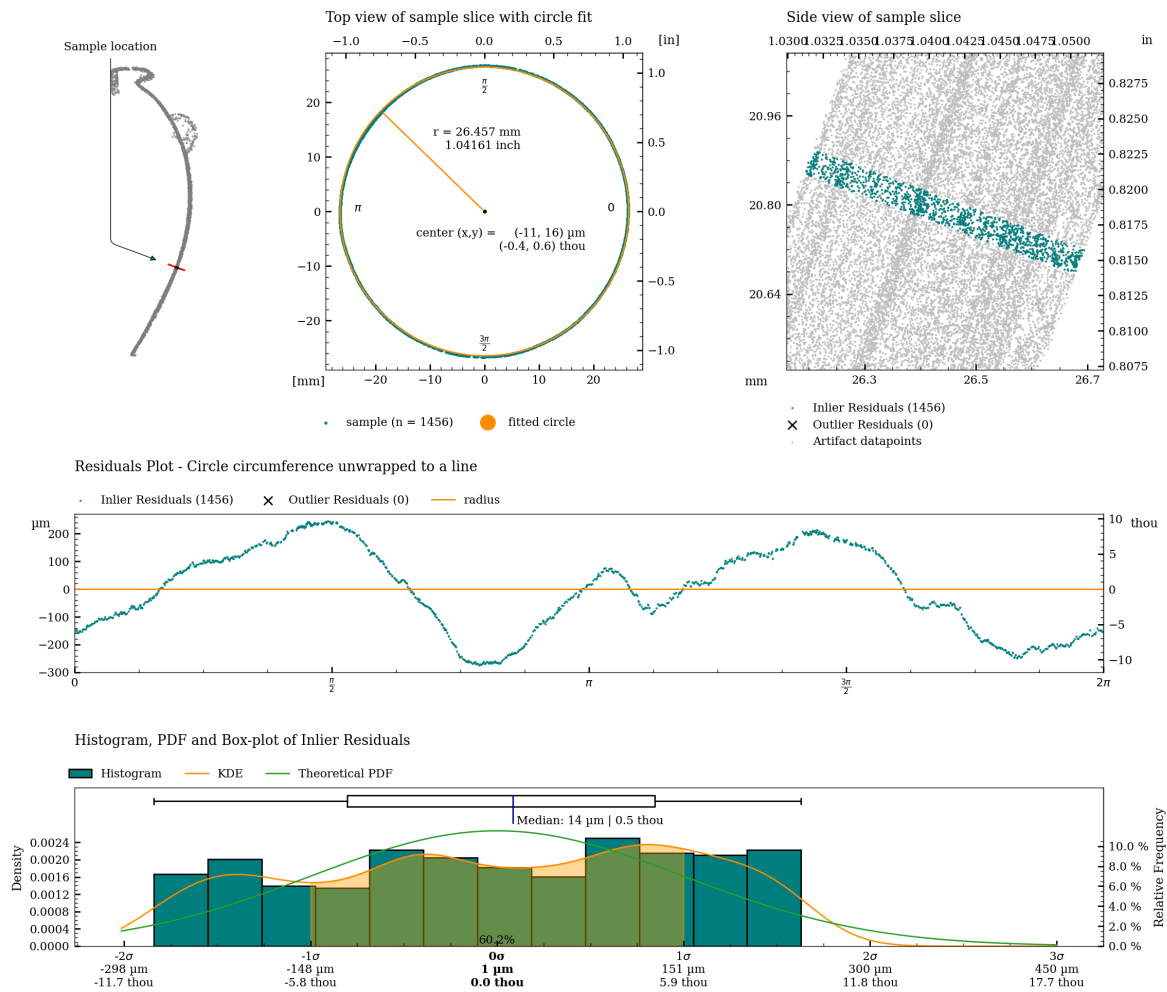 Sample location
Top view of sample slice with circle fit
−1.0 −0.5 0.0 0.5 1.0 [in]
20
10
0
−10
−20
1.0
0.5
0.0
−0.5
−1.0
π/2
r = 26.457 mm
1.04161 inch
π 0
center (x,y) = (-11, 16) µm
(-0.4, 0.6) thou
3π/2
[mm] −20 −10 0 10 20
sample (n = 1456) fitted circle
Side view of sample slice
1.0300 1.0325 1.0350 1.0375 1.0400 1.0425 1.0450 1.0475 1.0500 in
20.96
20.80
20.64
0.8275
0.8250
0.8225
0.8200
0.8175
0.8150
0.8125
0.8100
0.8075
mm 26.3 26.5 26.7
Inlier Residuals (1456)
Outlier Residuals (0)
Artifact datapoints
Residuals Plot - Circle circumference unwrapped to a line
Inlier Residuals (1456) Outlier Residuals (0) radius
µm
200
100
0
−100
−200
−300
10 thou
5
0
−5
−10
0 π/2 π 3π/2 2π
Histogram, PDF and Box-plot of Inlier Residuals
Histogram KDE Theoretical PDF
Median: 14 µm | 0.5 thou
Density
0.0024
0.0020
0.0016
0.0012
0.0008
0.0004
0.0000
Relative Frequency
10.0 %
8.0 %
6.0 %
4.0 %
2.0 %
0.0 %
60.2%
-2σ -1σ 0σ 1σ 2σ 3σ
-298 µm -148 µm 1 µm 151 µm 300 µm 450 µm
-11.7 thou -5.8 thou 0.0 thou 5.9 thou 11.8 thou 17.7 thou